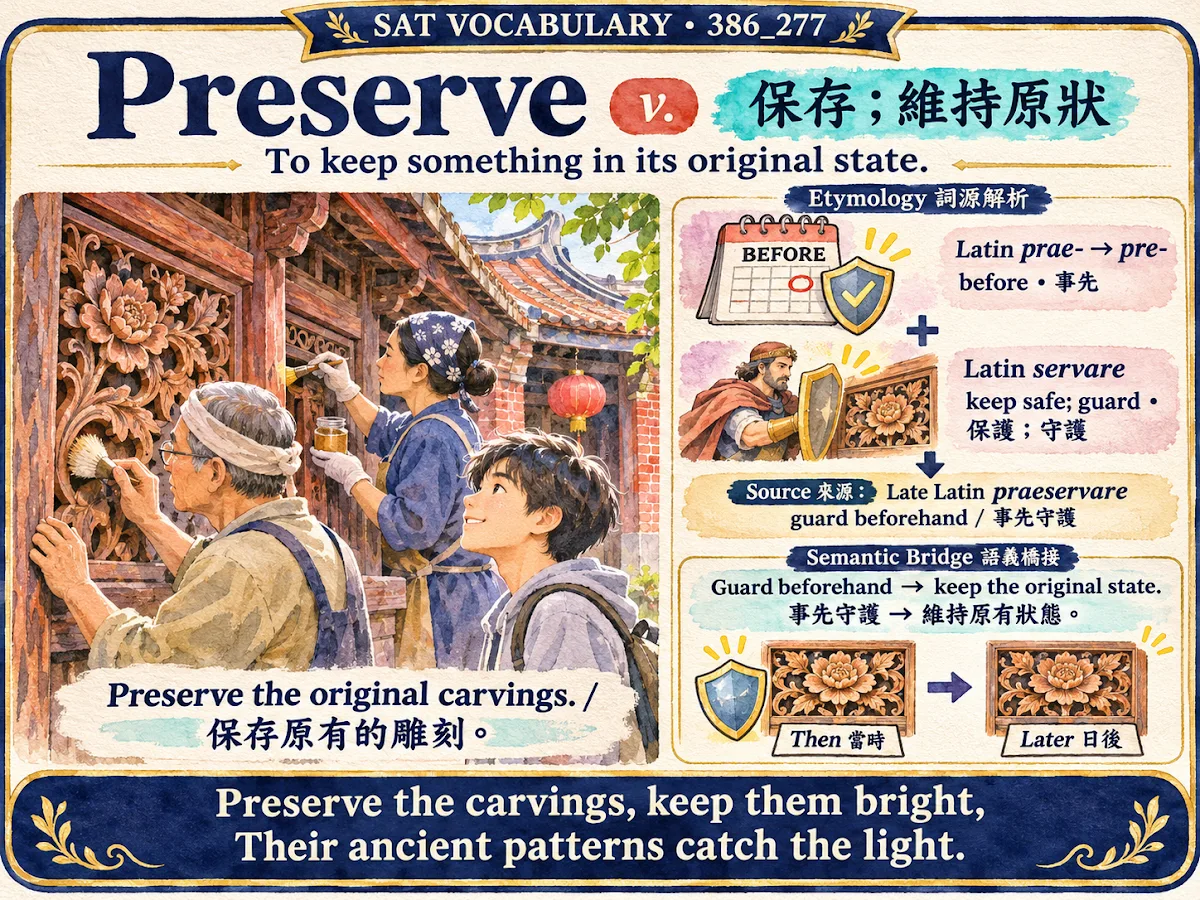 SAT VOCABULARY • 386_277
Preserve v. 保存；維持原狀
To keep something in its original state.
Etymology 詞源解析
BEFORE
Latin prae- → pre-
before • 事先
+
Latin servare
keep safe; guard •
保護；守護
Source 來源： Late Latin praeservare
guard beforehand / 事先守護
Semantic Bridge 語義橋接
Guard beforehand → keep the original state.
事先守護 → 維持原有狀態。
Then 當時
Later 日後
Preserve the original carvings. /
保存原有的雕刻。
Preserve the carvings, keep them bright,
Their ancient patterns catch the light.